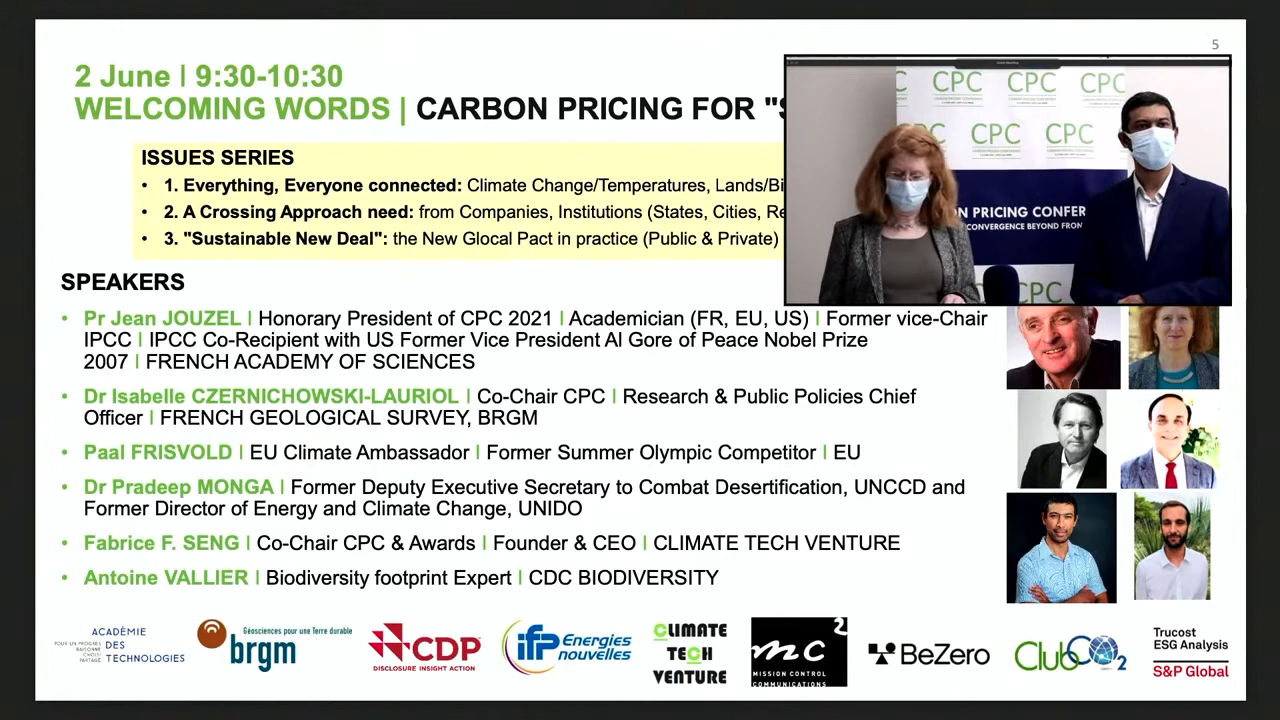 5
2 June | 9:30-10:30
WELCOMING WORDS | CARBON PRICING FOR "S
ISSUES SERIES
• 1. Everything, Everyone connected: Climate Change/Temperatures, Lands/Bi
• 2. A Crossing Approach need: from Companies, Institutions (States, Cities, Re
• 3. "Sustainable New Deal": the New Glocal Pact in practice (Public & Private)
CPC CPC CPC
CPC CPC
N PRICING CONFER
CONVERGENCE BEYOND FRON
CPC
SPEAKERS
• Pr Jean JOUZEL | Honorary President of CPC 2021 | Academician (FR, EU, US) | Former vice-Chair
IPCC | IPCC Co-Recipient with US Former Vice President Al Gore of Peace Nobel Prize
2007 | FRENCH ACADEMY OF SCIENCES
• Dr Isabelle CZERNICHOWSKI-LAURIOL | Co-Chair CPC | Research & Public Policies Chief
Officer | FRENCH GEOLOGICAL SURVEY, BRGM
• Paal FRISVOLD | EU Climate Ambassador | Former Summer Olympic Competitor | EU
• Dr Pradeep MONGA | Former Deputy Executive Secretary to Combat Desertification, UNCCD and
Former Director of Energy and Climate Change, UNIDO
• Fabrice F. SENG | Co-Chair CPC & Awards | Founder & CEO | CLIMATE TECH VENTURE
• Antoine VALLIER | Biodiversity footprint Expert | CDC BIODIVERSITY
ACADÉMIE
DES
TECHNOLOGIES
POUR UN PROGRÈS
RAISONNÉ
CHOISI
PARTAGÉ
Géosciences pour une Terre durable
brgm
CDP
DISCLOSURE INSIGHT ACTION
ifp Energies
nouvelles
CLIMATE
TECH
VENTURE
mc2
MISSION CONTROL
COMMUNICATIONS
BeZero
ClubCO2
Trucost
ESG Analysis
S&P Global